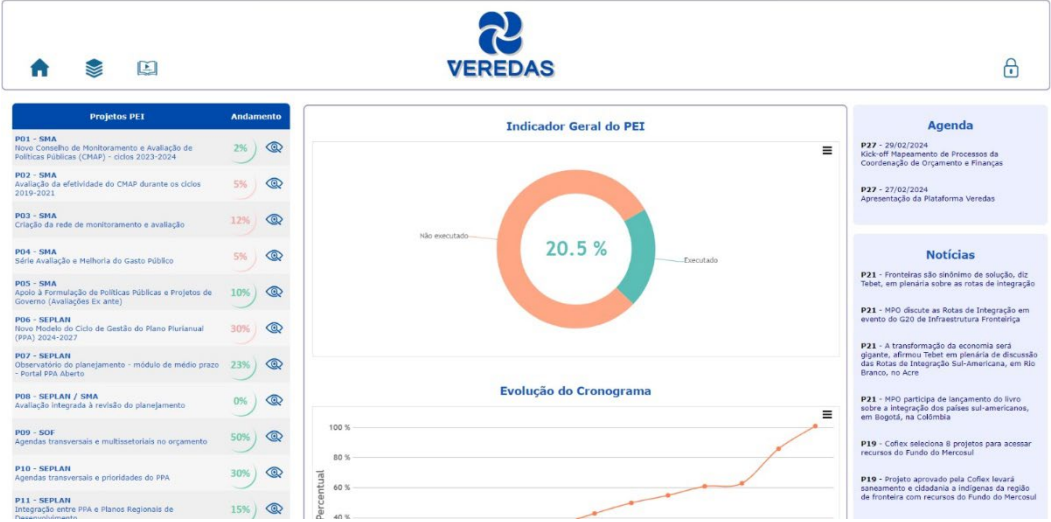 VEREDAS
Projetos PEI
Andamento
P01 - SMA
Novo Conselho de Monitoramento e Avaliação de
Políticas Públicas (CMAP) - ciclos 2023-2024
2%
P02 - SMA
Avaliação da efetividade do CMAP durante os ciclos
2019-2021
5%
P03 - SMA
Criação da rede de monitoramento e avaliação
12%
P04 - SMA
Série Avaliação e Melhoria do Gasto Público
5%
P05 - SMA
Apoio à Formulação de Políticas Públicas e Projetos de
Governo (Avaliações Ex ante)
10%
P06 - SEPLAN
Novo Modelo do Ciclo de Gestão do Plano Plurianual
(PPA) 2024-2027
30%
P07 - SEPLAN
Observatório do planejamento - módulo de médio prazo
- Portal PPA Aberto
23%
P08 - SEPLAN / SMA
Avaliação integrada à revisão do planejamento
0%
P09 - SOF
Agendas transversais e multissetoriais no orçamento
50%
P10 - SEPLAN
Agendas transversais e prioridades do PPA
30%
P11 - SEPLAN
Integração entre PPA e Planos Regionais de
Desenvolvimento
15%
Indicador Geral do PEI
Não executado
20.5 %
Executado
Evolução do Cronograma
100 %
80 %
60 %
40 %
Percentual
Agenda
P27 - 29/02/2024
Kick-off Mapeamento de Processos da
Coordenação de Orçamento e Finanças
P27 - 27/02/2024
Apresentação da Plataforma Veredas
Notícias
P21 - Fronteiras são sinônimo de solução, diz
Tebet, em plenária sobre as rotas de integração
P21 - MPO discute as Rotas de Integração em
evento do G20 de Infraestrutura Fronteiriça
P21 - A transformação da economia será
gigante, afirmou Tebet em plenária de discussão
das Rotas de Integração Sul-Americana, em Rio
Branco, no Acre
P21 - MPO participa de lançamento do livro
sobre a integração dos países sul-americanos,
em Bogotá, na Colômbia
P19 - Cofiex seleciona 8 projetos para acessar
recursos do Fundo do Mercosul
P19 - Projeto aprovado pela Cofiex levará
saneamento e cidadania a indígenas da região
de fronteira com recursos do Fundo do Mercosul